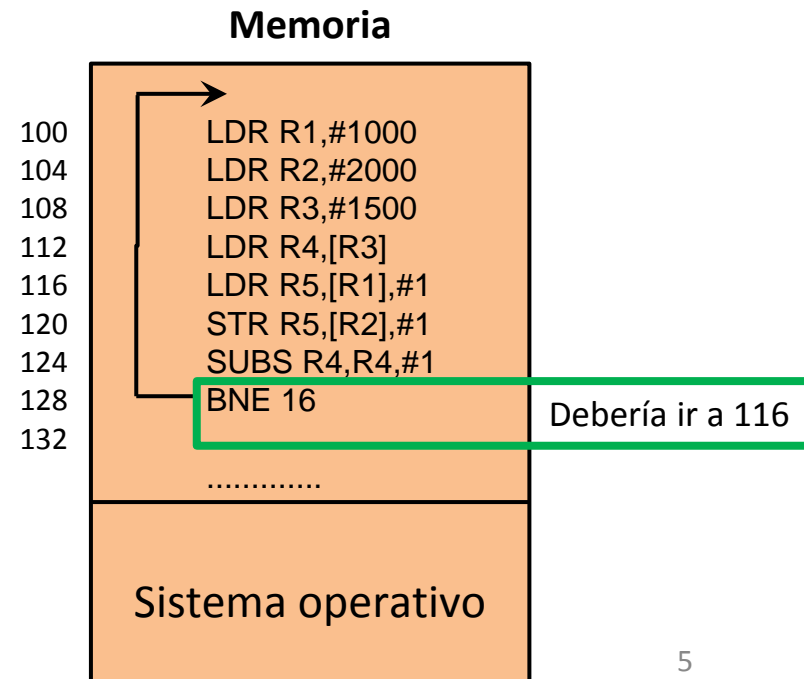 Memoria
100 LDR R1,#1000
104 LDR R2,#2000
108 LDR R3,#1500
112 LDR R4,[R3]
116 LDR R5,[R1],#1
120 STR R5,[R2],#1
124 SUBS R4,R4,#1
128 BNE 16 Debería ir a 116
132
.............
Sistema operativo
5